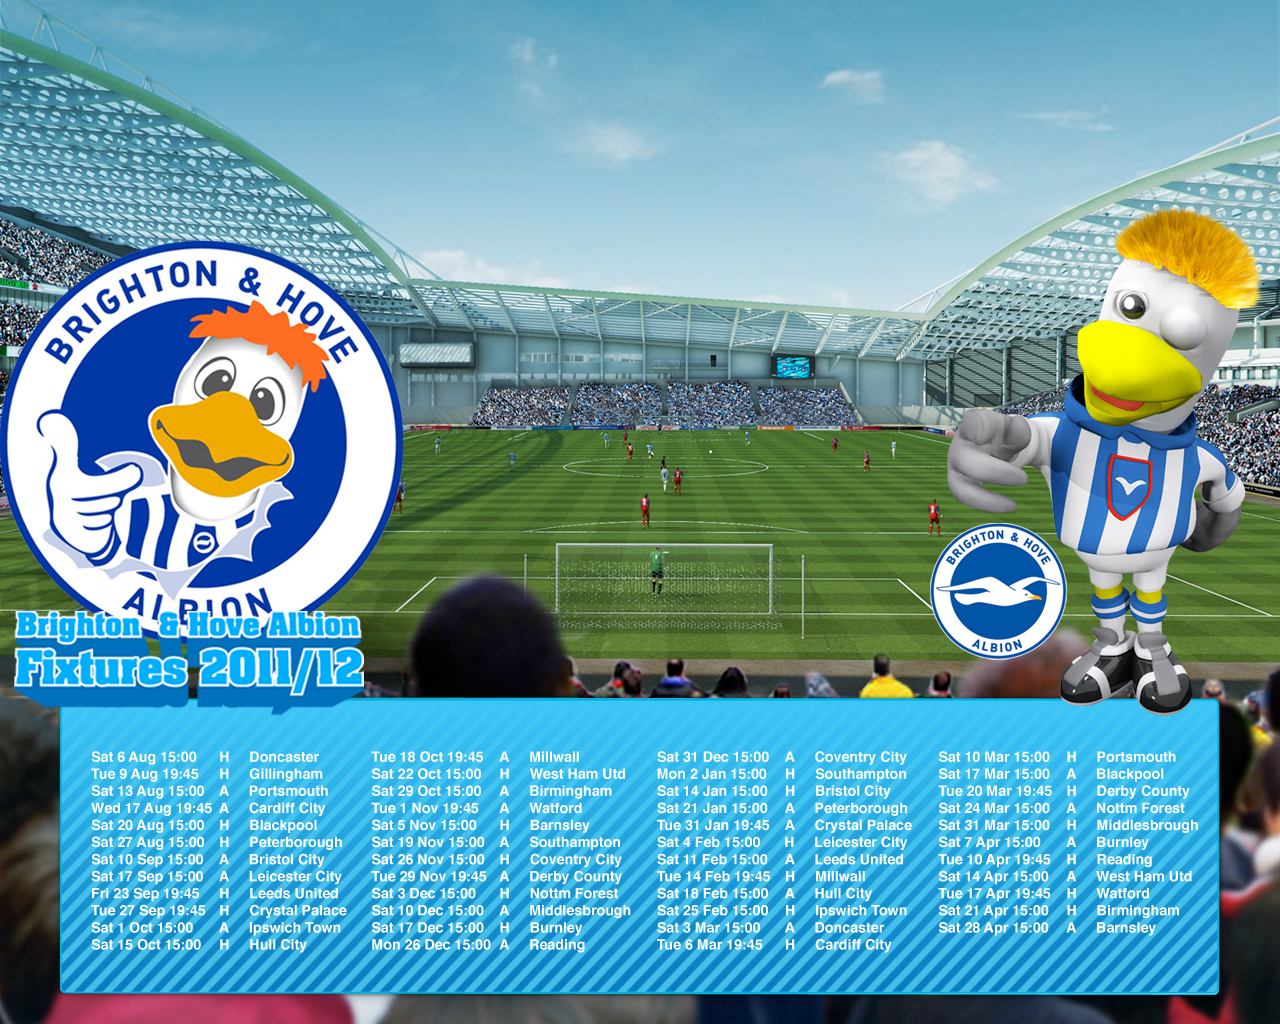 BRIGHTON & HOVE
ALBION
Brighton & Hove Albion
Fixtures 2011/12
BRIGHTON & HOVE
ALBION
Sat 6 Aug 15:00 H Doncaster
Tue 9 Aug 19:45 H Gillingham
Sat 13 Aug 15:00 A Portsmouth
Wed 17 Aug 19:45 A Cardiff City
Sat 20 Aug 15:00 H Blackpool
Sat 27 Aug 15:00 H Peterborough
Sat 10 Sep 15:00 A Bristol City
Sat 17 Sep 15:00 A Leicester City
Fri 23 Sep 19:45 H Leeds United
Tue 27 Sep 19:45 H Crystal Palace
Sat 1 Oct 15:00 A Ipswich Town
Sat 15 Oct 15:00 H Hull City
Tue 18 Oct 19:45 A Millwall
Sat 22 Oct 15:00 H West Ham Utd
Sat 29 Oct 15:00 A Birmingham
Tue 1 Nov 19:45 A Watford
Sat 5 Nov 15:00 H Barnsley
Sat 19 Nov 15:00 A Southampton
Sat 26 Nov 15:00 H Coventry City
Tue 29 Nov 19:45 A Derby County
Sat 3 Dec 15:00 H Nottm Forest
Sat 10 Dec 15:00 A Middlesbrough
Sat 17 Dec 15:00 H Burnley
Mon 26 Dec 15:00 A Reading
Sat 31 Dec 15:00 A Coventry City
Mon 2 Jan 15:00 H Southampton
Sat 14 Jan 15:00 H Bristol City
Sat 21 Jan 15:00 A Peterborough
Tue 31 Jan 19:45 A Crystal Palace
Sat 4 Feb 15:00 H Leicester City
Sat 11 Feb 15:00 A Leeds United
Tue 14 Feb 19:45 H Millwall
Sat 18 Feb 15:00 A Hull City
Sat 25 Feb 15:00 H Ipswich Town
Sat 3 Mar 15:00 A Doncaster
Tue 6 Mar 19:45 H Cardiff City
Sat 10 Mar 15:00 H Portsmouth
Sat 17 Mar 15:00 A Blackpool
Tue 20 Mar 19:45 H Derby County
Sat 24 Mar 15:00 A Nottm Forest
Sat 31 Mar 15:00 H Middlesbrough
Sat 7 Apr 15:00 A Burnley
Tue 10 Apr 19:45 H Reading
Sat 14 Apr 15:00 A West Ham Utd
Tue 17 Apr 19:45 H Watford
Sat 21 Apr 15:00 H Birmingham
Sat 28 Apr 15:00 A Barnsley